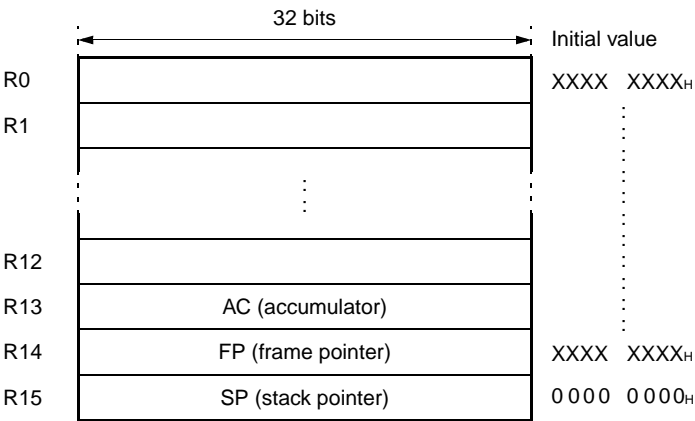 32 bits
Initial value
R0 XXXX XXXXH
R1
R12
R13 AC (accumulator)
R14 FP (frame pointer) XXXX XXXXH
R15 SP (stack pointer) 0000 0000H